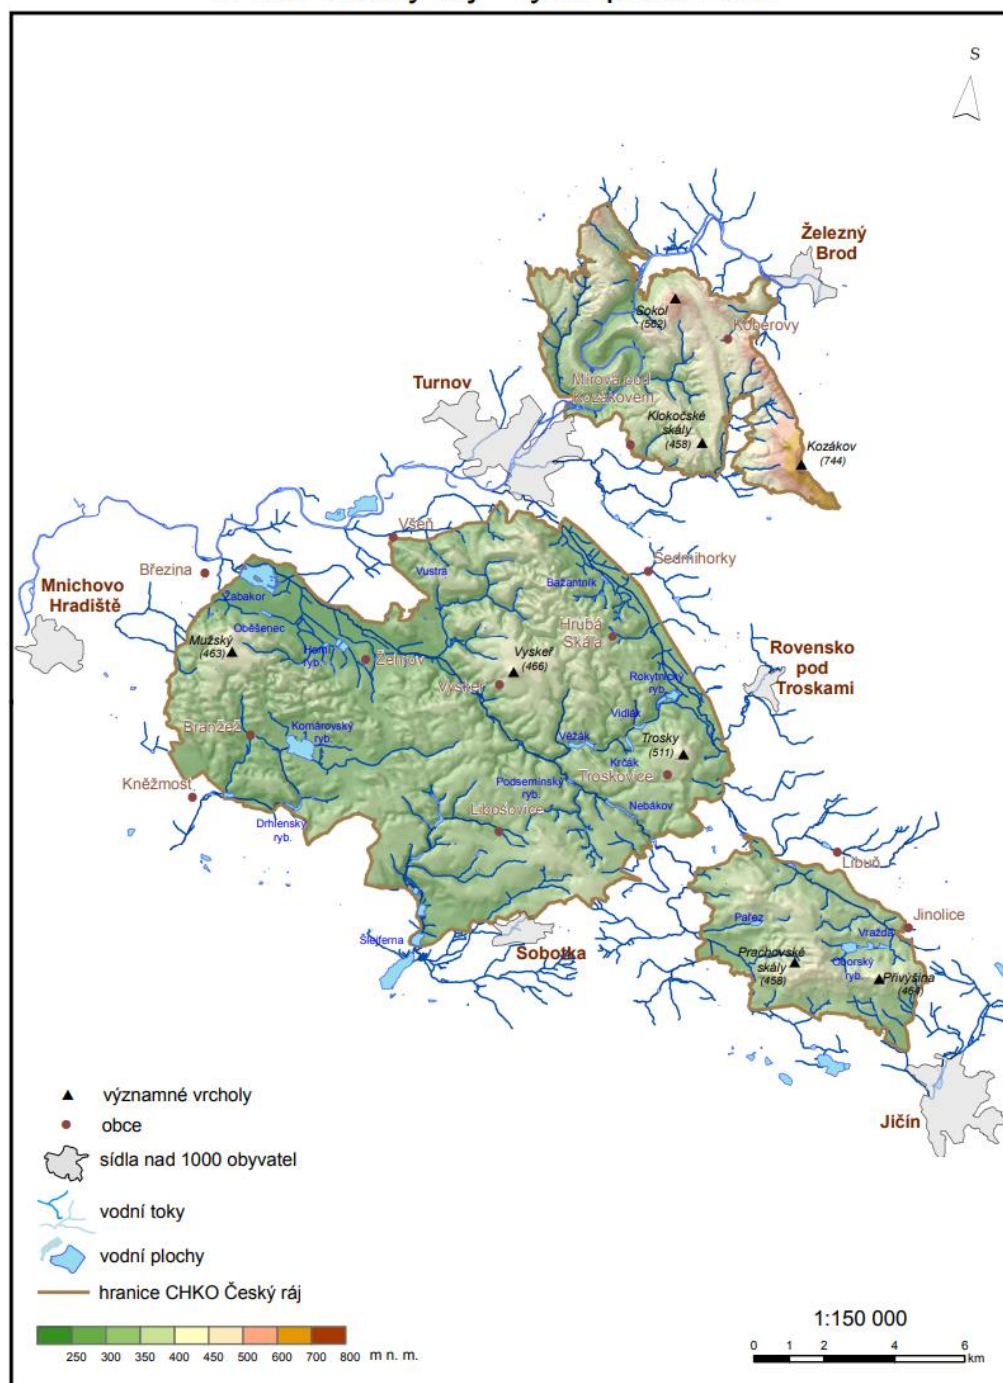 S
Železný
Brod
Sokol
(562)
Koberovy
Turnov
Mírová pod
Kozákovem
Klokočské
skály
(458)
Kozákov
(744)
Všeň
Březina
Sedmihorky
Mnichovo
Hradiště
Žabakor
Vustra
Bažantník
Oběšenec
Mužský
(463)
Horní
ryb.
Žehrov
Hrubá
Skála
Vyskeř
(466)
Vyskeř
Rovensko
pod
Troskami
Rokytnický
ryb.
Vidlák
Branžež
Komárovský
ryb.
Věžák
Trosky
(511)
Krčák
Troskovice
Kněžmost
Podsemínský
ryb.
Nebákov
Drhlenský
ryb.
Libošovice
Libuň
Pařez
Jinolice
Vražda
Šlejferna
Sobotka
Prachovské
skály
(458)
Oborský
ryb.
Přivýšina
(464)
Jičín
významné vrcholy
obce
sídla nad 1000 obyvatel
vodní toky
vodní plochy
hranice CHKO Český ráj
250 300 350 400 450 500 600 700 800 m n. m.
1:150 000
0 1 2 4 6
km